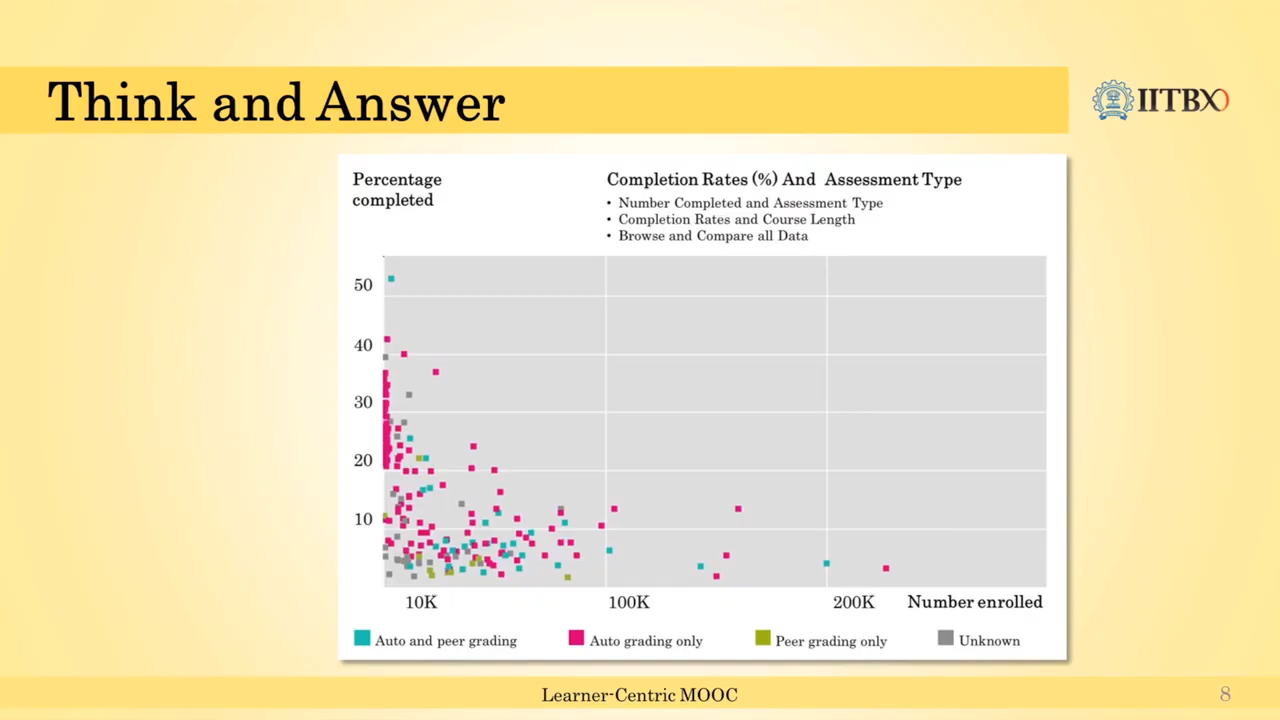 Think and Answer
IITBX
Percentage
completed
Completion Rates (%) And Assessment Type
• Number Completed and Assessment Type
• Completion Rates and Course Length
• Browse and Compare all Data
50
40
30
20
10
10K
100K
200K
Number enrolled
Auto and peer grading
Auto grading only
Peer grading only
Unknown
Learner-Centric MOOC
8